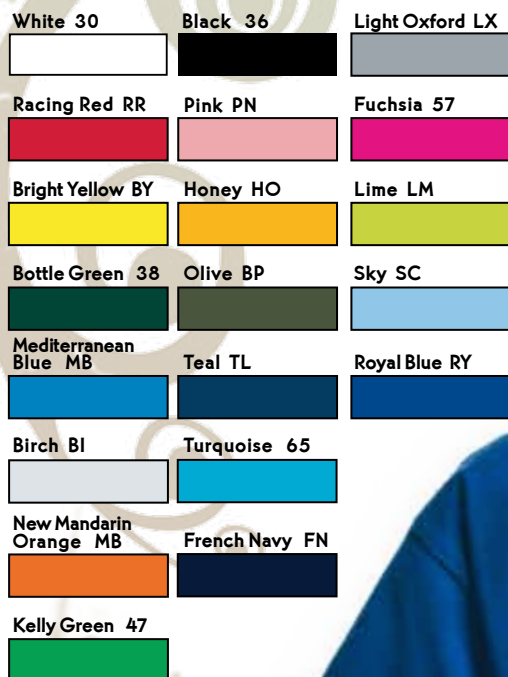 White 30
Black 36
Light Oxford LX
Racing Red RR
Pink PN
Fuchsia 57
Bright Yellow BY
Honey HO
Lime LM
Bottle Green 38
Olive BP
Sky SC
Mediterranean
Blue MB
Teal TL
Royal Blue RY
Birch BI
Turquoise 65
New Mandarin
Orange MB
French Navy FN
Kelly Green 47